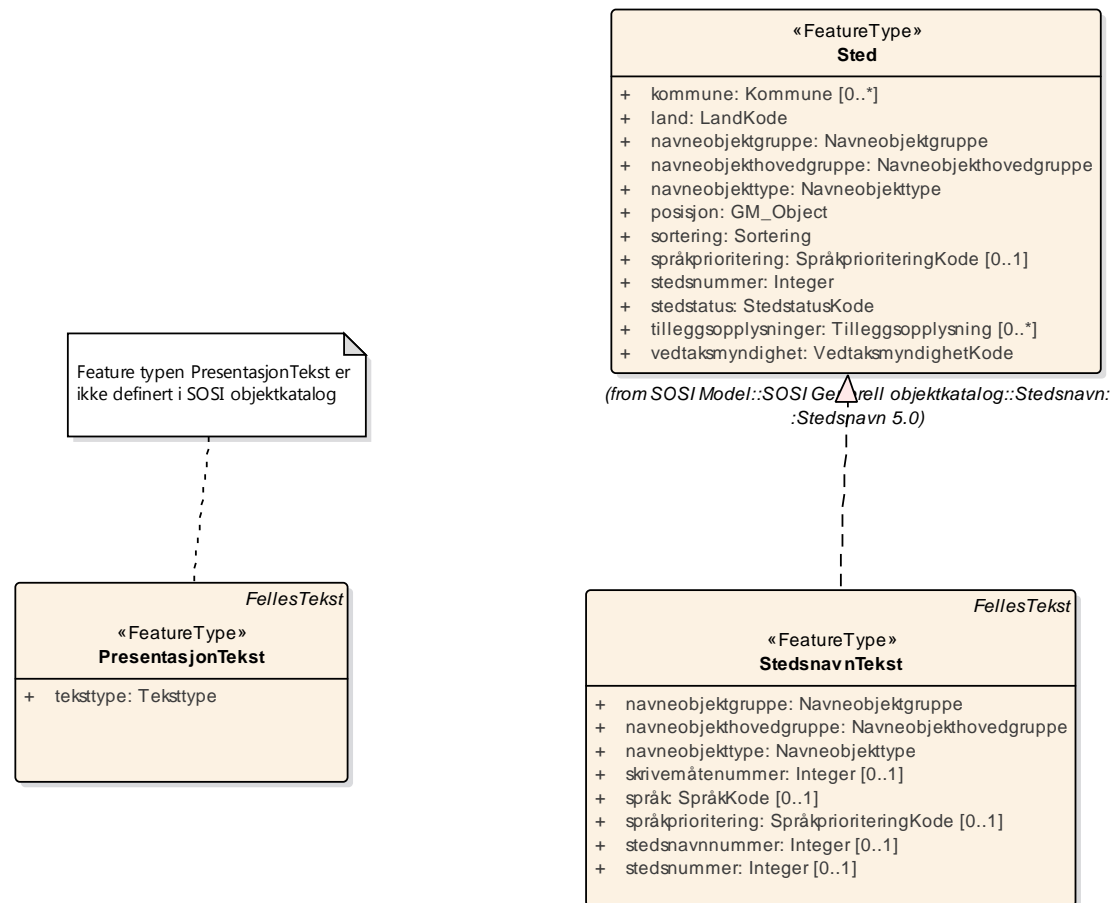 «FeatureType»
Sted
+ kommune: Kommune [0..*]
+ land: LandKode
+ navneobjektgruppe: Navneobjektgruppe
+ navneobjekthovedgruppe: Navneobjekthovedgruppe
+ navneobjekttype: Navneobjekttype
+ posisjon: GM_Object
+ sortering: Sortering
+ språkprioritering: SpråkprioriteringKode [0..1]
+ stedsnummer: Integer
+ stedstatus: StedstatusKode
+ tilleggsopplysninger: Tilleggsopplysning [0..*]
+ vedtaksmyndighet: VedtaksmyndighetKode
(from SOSI Model::SOSI Generell objektkatalog::Stedsnavn:
:Stedsnavn 5.0)
Feature typen PresentasjonTekst er
ikke definert i SOSI objektkatalog
FellesTekst
«FeatureType»
PresentasjonTekst
+ teksttype: Teksttype
FellesTekst
«FeatureType»
StedsnavnTekst
+ navneobjektgruppe: Navneobjektgruppe
+ navneobjekthovedgruppe: Navneobjekthovedgruppe
+ navneobjekttype: Navneobjekttype
+ skrivemåtenummer: Integer [0..1]
+ språk: SpråkKode [0..1]
+ språkprioritering: SpråkprioriteringKode [0..1]
+ stedsnavnnummer: Integer [0..1]
+ stedsnummer: Integer [0..1]